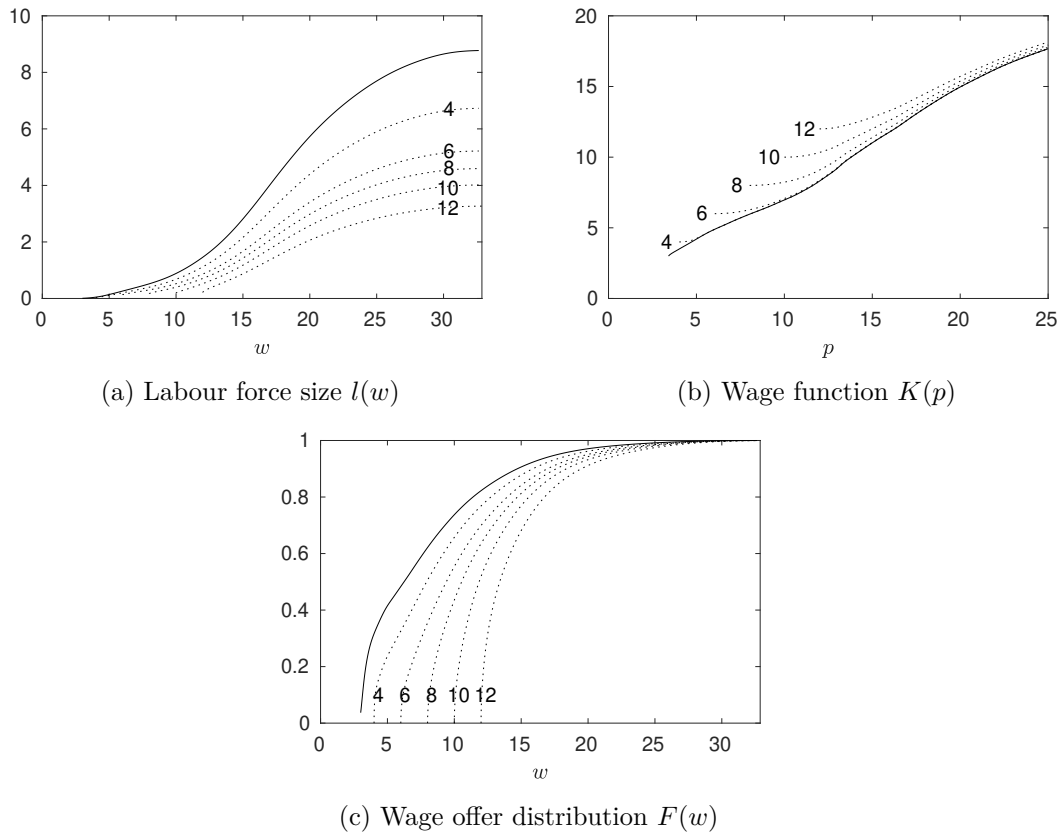 10
8
6
4
2
0
0 5 10 15 20 25 30
4
6
8
10
12
w
(a) Labour force size l(w)
20
15
10
5
0
0 5 10 15 20 25
12
10
8
6
4
p
(b) Wage function K(p)
1
0.8
0.6
0.4
0.2
0
0 5 10 15 20 25 30
4 6 8 10 12
w
(c) Wage offer distribution F(w)